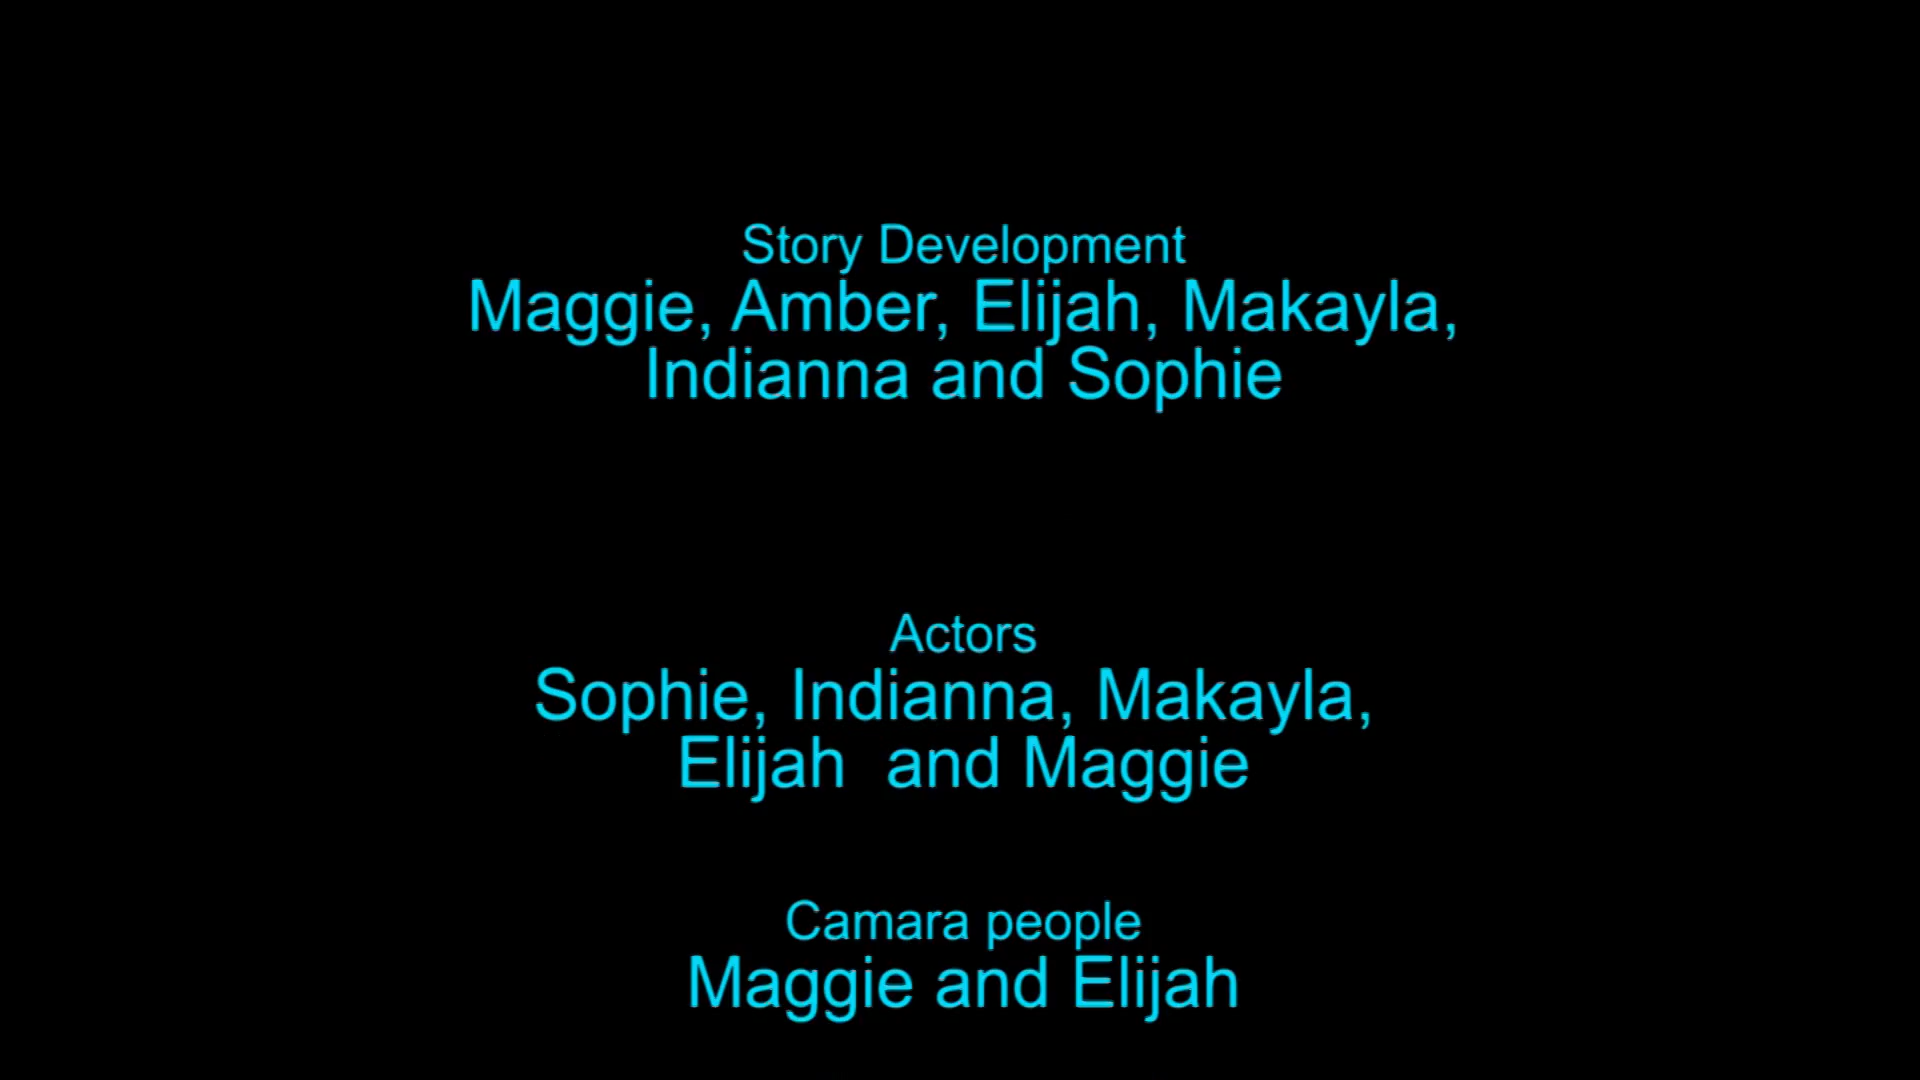 Story Development
Maggie, Amber, Elijah, Makayla,
Indianna and Sophie
Actors
Sophie, Indianna, Makayla,
Elijah  and Maggie
Camara people
Maggie and Elijah